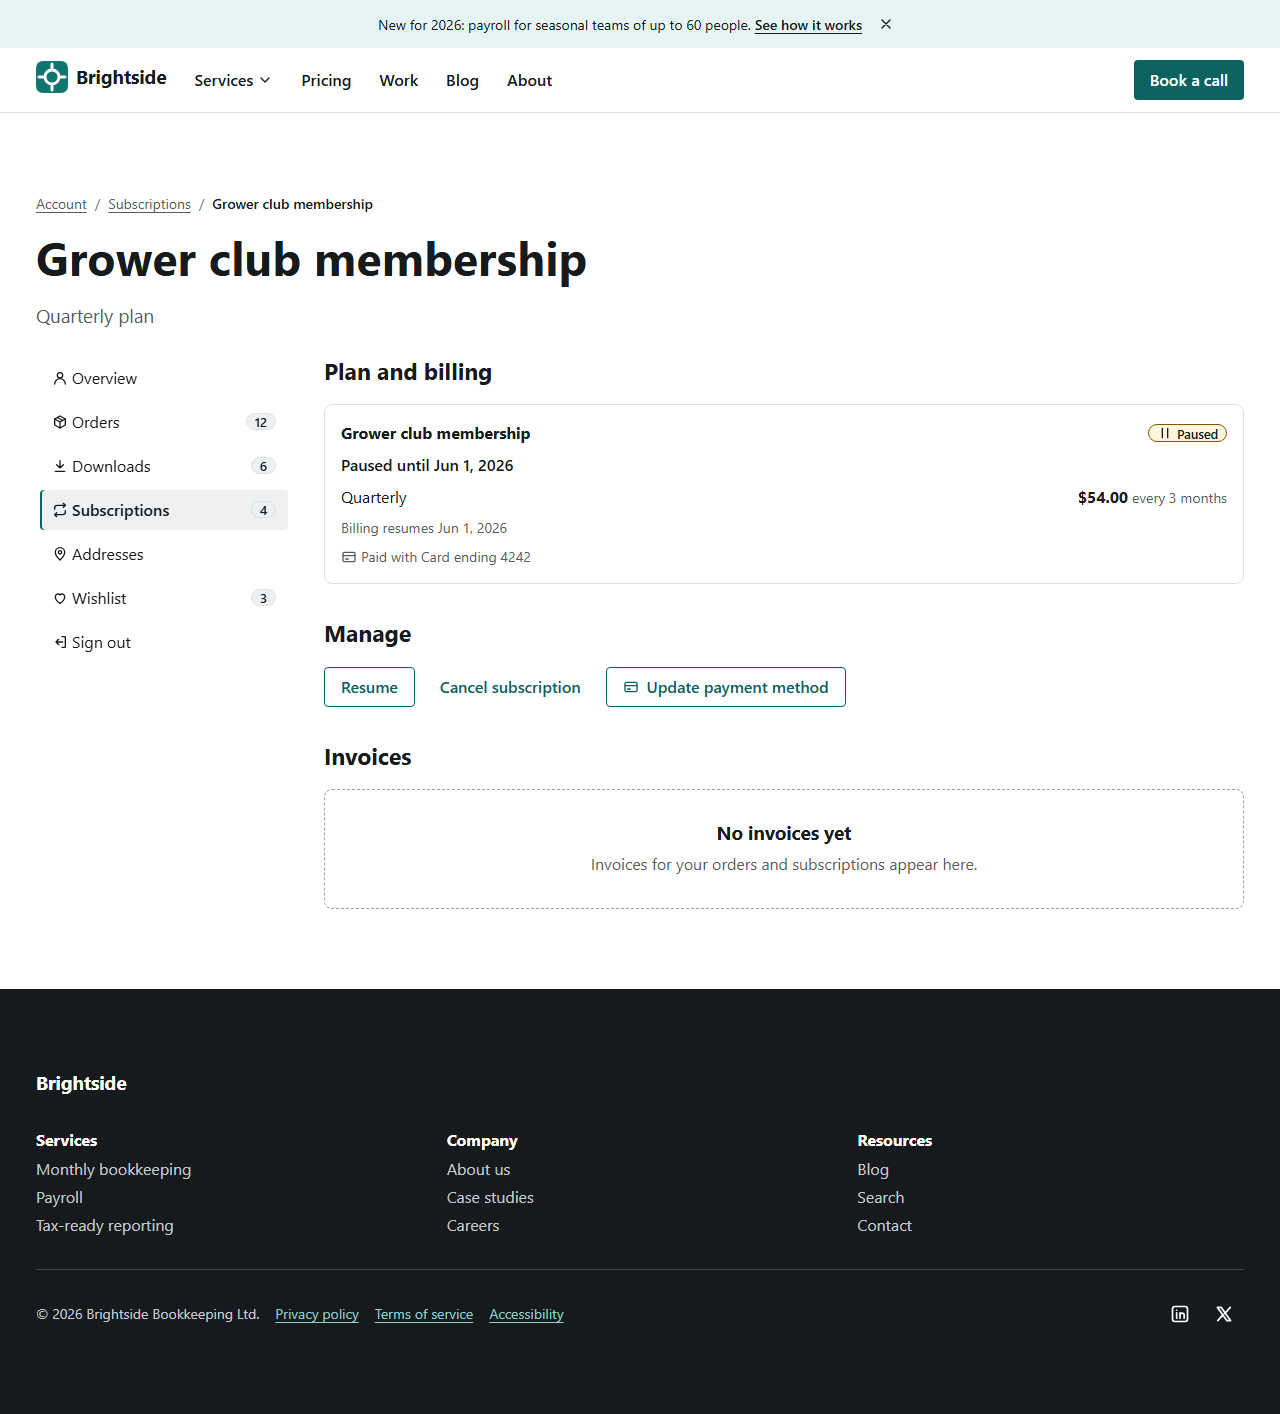 New for 2026: payroll for seasonal teams of up to 60 people. See how it works
Brightside
Services
Pricing
Work
Blog
About
Book a call
Account / Subscriptions / Grower club membership
Grower club membership
Quarterly plan
Overview
Orders 12
Downloads 6
Subscriptions 4
Addresses
Wishlist 3
Sign out
Plan and billing
Grower club membership
Paused
Paused until Jun 1, 2026
Quarterly
$54.00 every 3 months
Billing resumes Jun 1, 2026
Paid with Card ending 4242
Manage
Resume
Cancel subscription
Update payment method
Invoices
No invoices yet
Invoices for your orders and subscriptions appear here.
Brightside
Services
Monthly bookkeeping
Payroll
Tax-ready reporting
Company
About us
Case studies
Careers
Resources
Blog
Search
Contact
© 2026 Brightside Bookkeeping Ltd.
Privacy policy
Terms of service
Accessibility